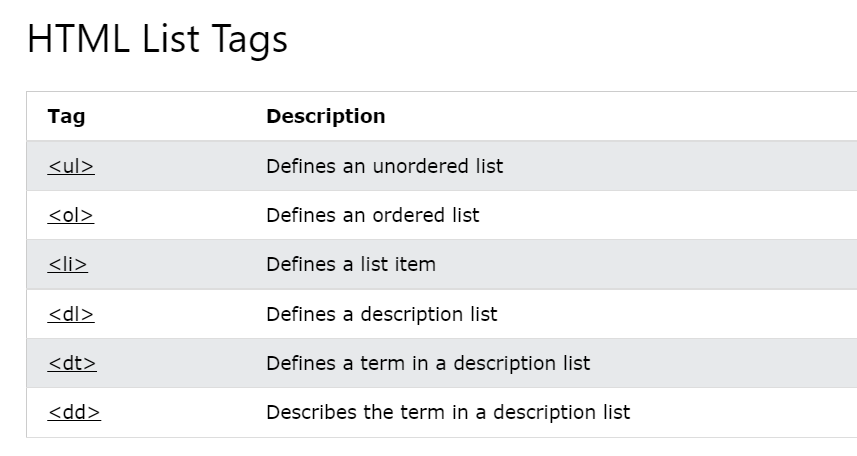 HTML List Tags
Tag Description
<ul> Defines an unordered list
<ol> Defines an ordered list
<li> Defines a list item
<dl> Defines a description list
<dt> Defines a term in a description list
<dd> Describes the term in a description list